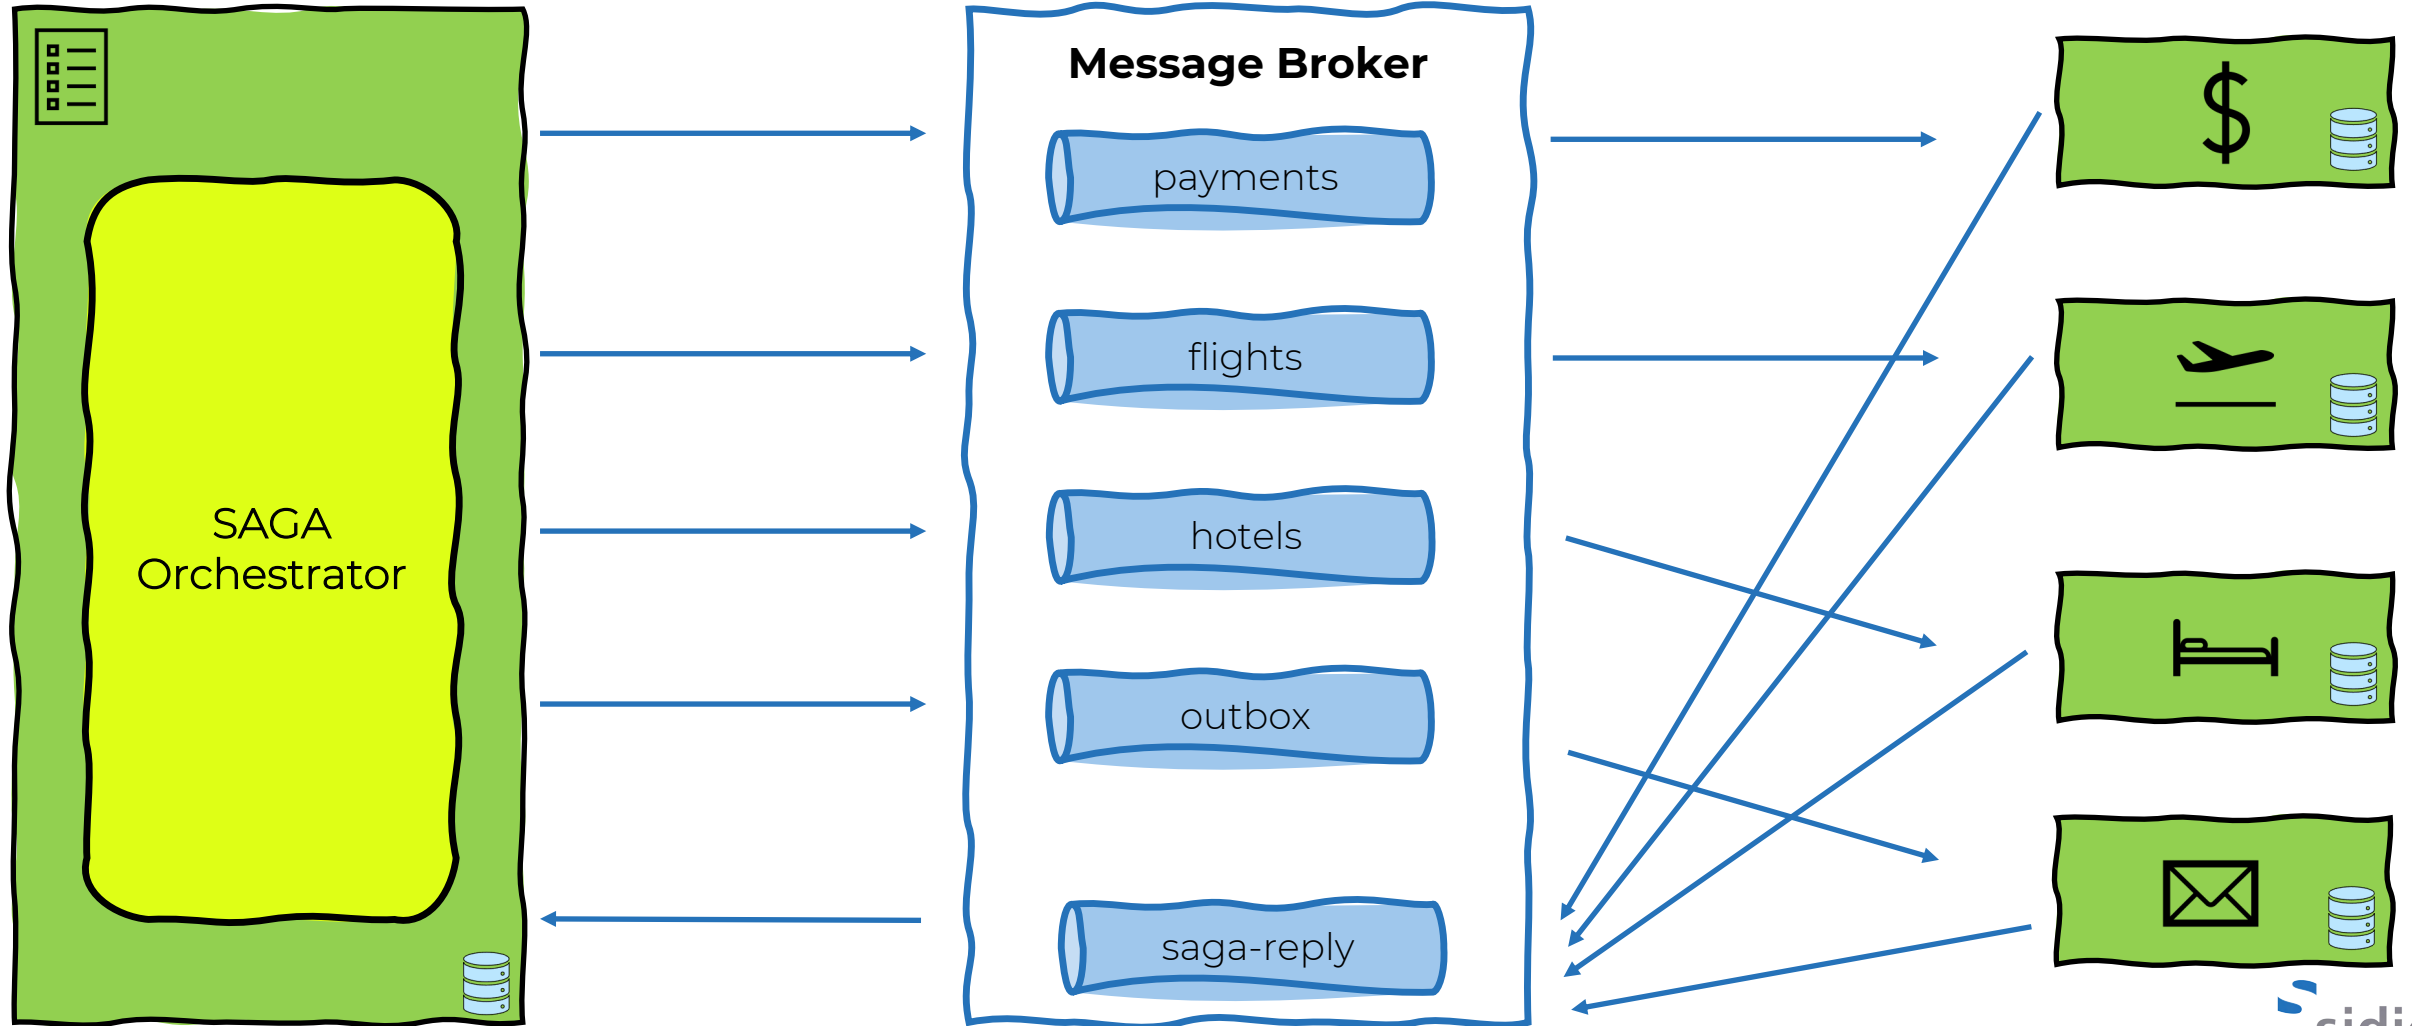 Message Broker
payments
flights
hotels
outbox
saga-reply
SAGA
Orchestrator